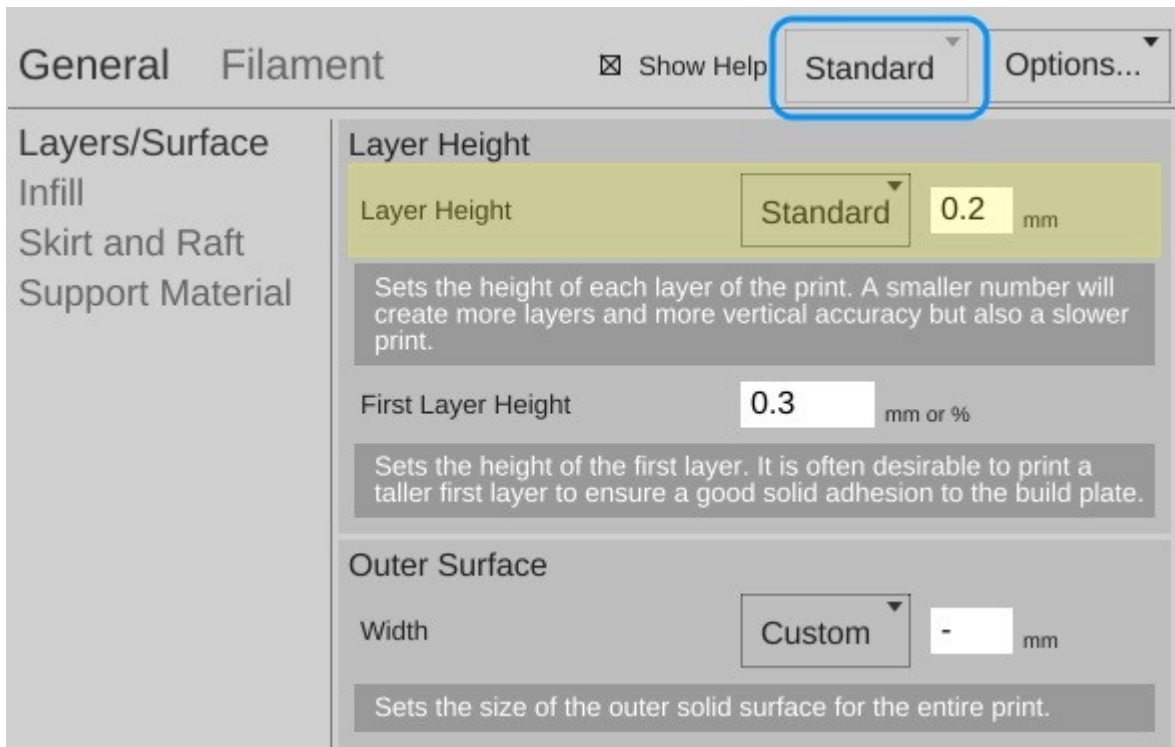 General Filament Show Help Standard Options...
Layers/Surface
Infill
Skirt and Raft
Support Material
Layer Height
Layer Height Standard 0.2 mm
Sets the height of each layer of the print. A smaller number will
create more layers and more vertical accuracy but also a slower
print.
First Layer Height 0.3 mm or %
Sets the height of the first layer. It is often desirable to print a
taller first layer to ensure a good solid adhesion to the build plate.
Outer Surface
Width Custom - mm
Sets the size of the outer solid surface for the entire print.